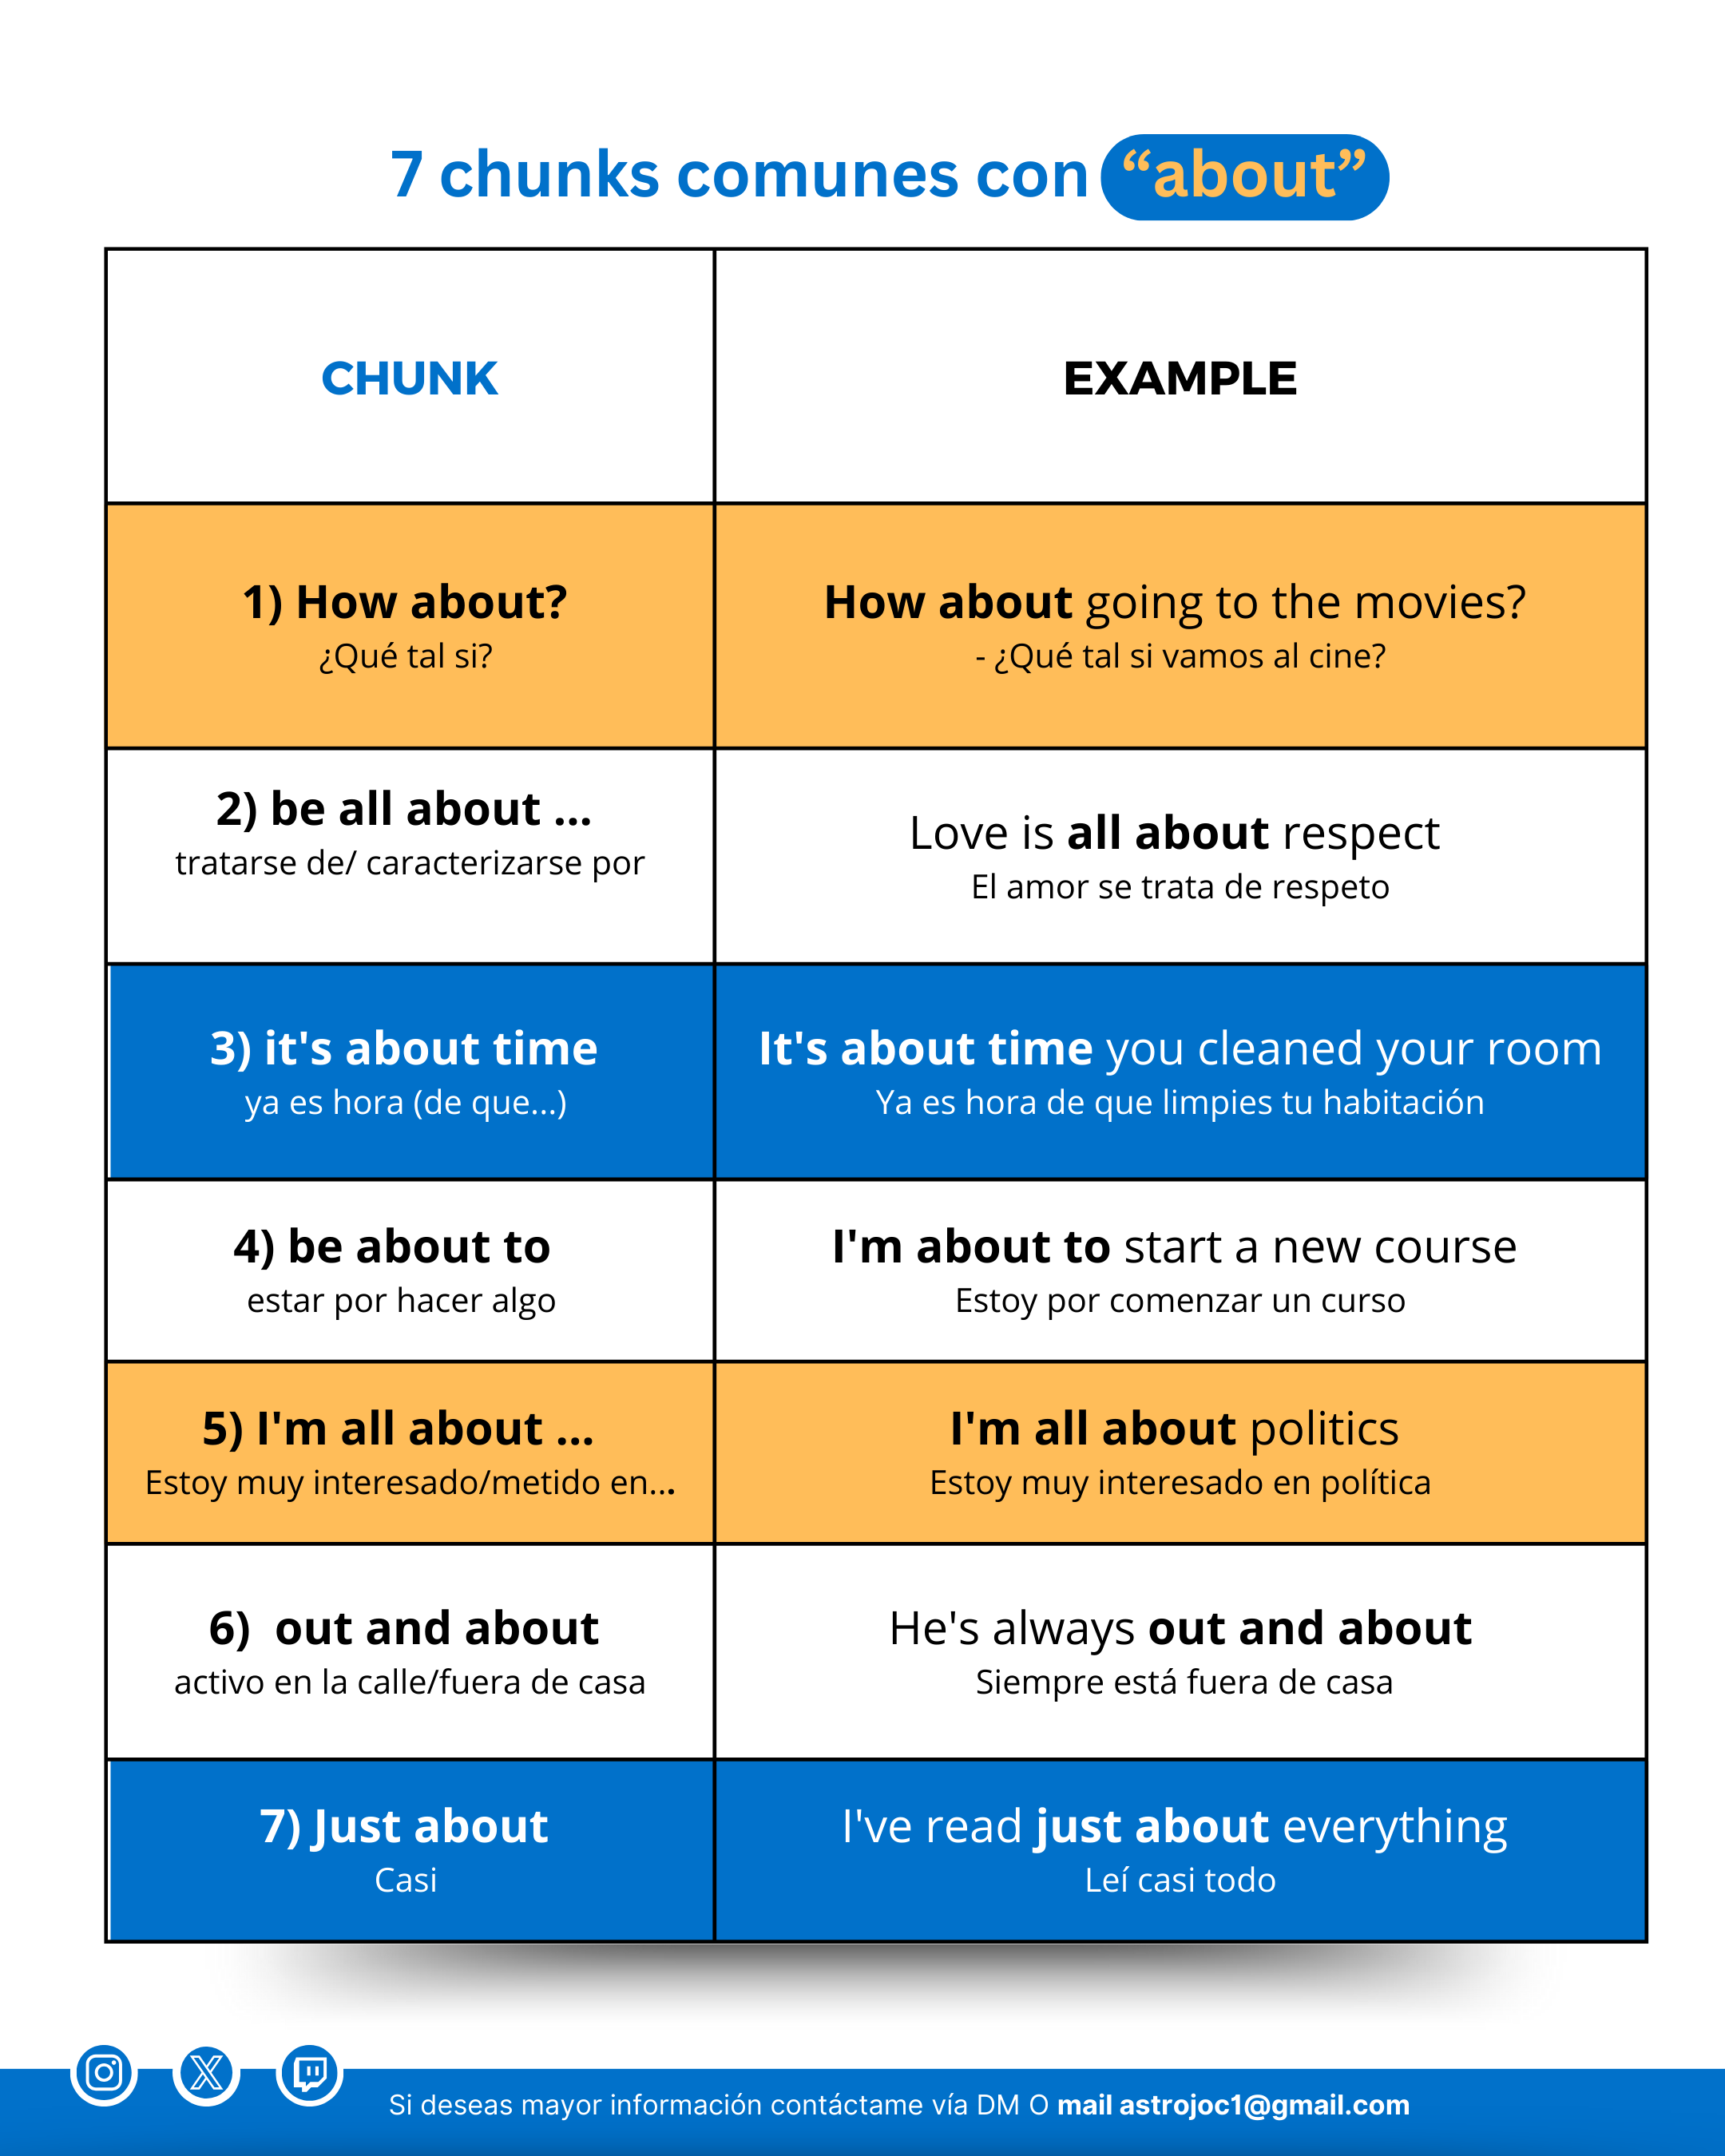 7 chunks comunes con “about”
CHUNK
EXAMPLE
1) How about?
¿Qué tal si?
How about going to the movies?
- ¿Qué tal si vamos al cine?
2) be all about ...
tratarse de/ caracterizarse por
Love is all about respect
El amor se trata de respeto
3) it's about time
ya es hora (de que...)
It's about time you cleaned your room
Ya es hora de que limpies tu habitación
4) be about to
estar por hacer algo
I'm about to start a new course
Estoy por comenzar un curso
5) I'm all about ...
Estoy muy interesado/metido en...
I'm all about politics
Estoy muy interesado en política
6) out and about
activo en la calle/fuera de casa
He's always out and about
Siempre está fuera de casa
7) Just about
Casi
I've read just about everything
Leí casi todo
Si deseas mayor información contáctame vía DM O mail astrojoc1@gmail.com